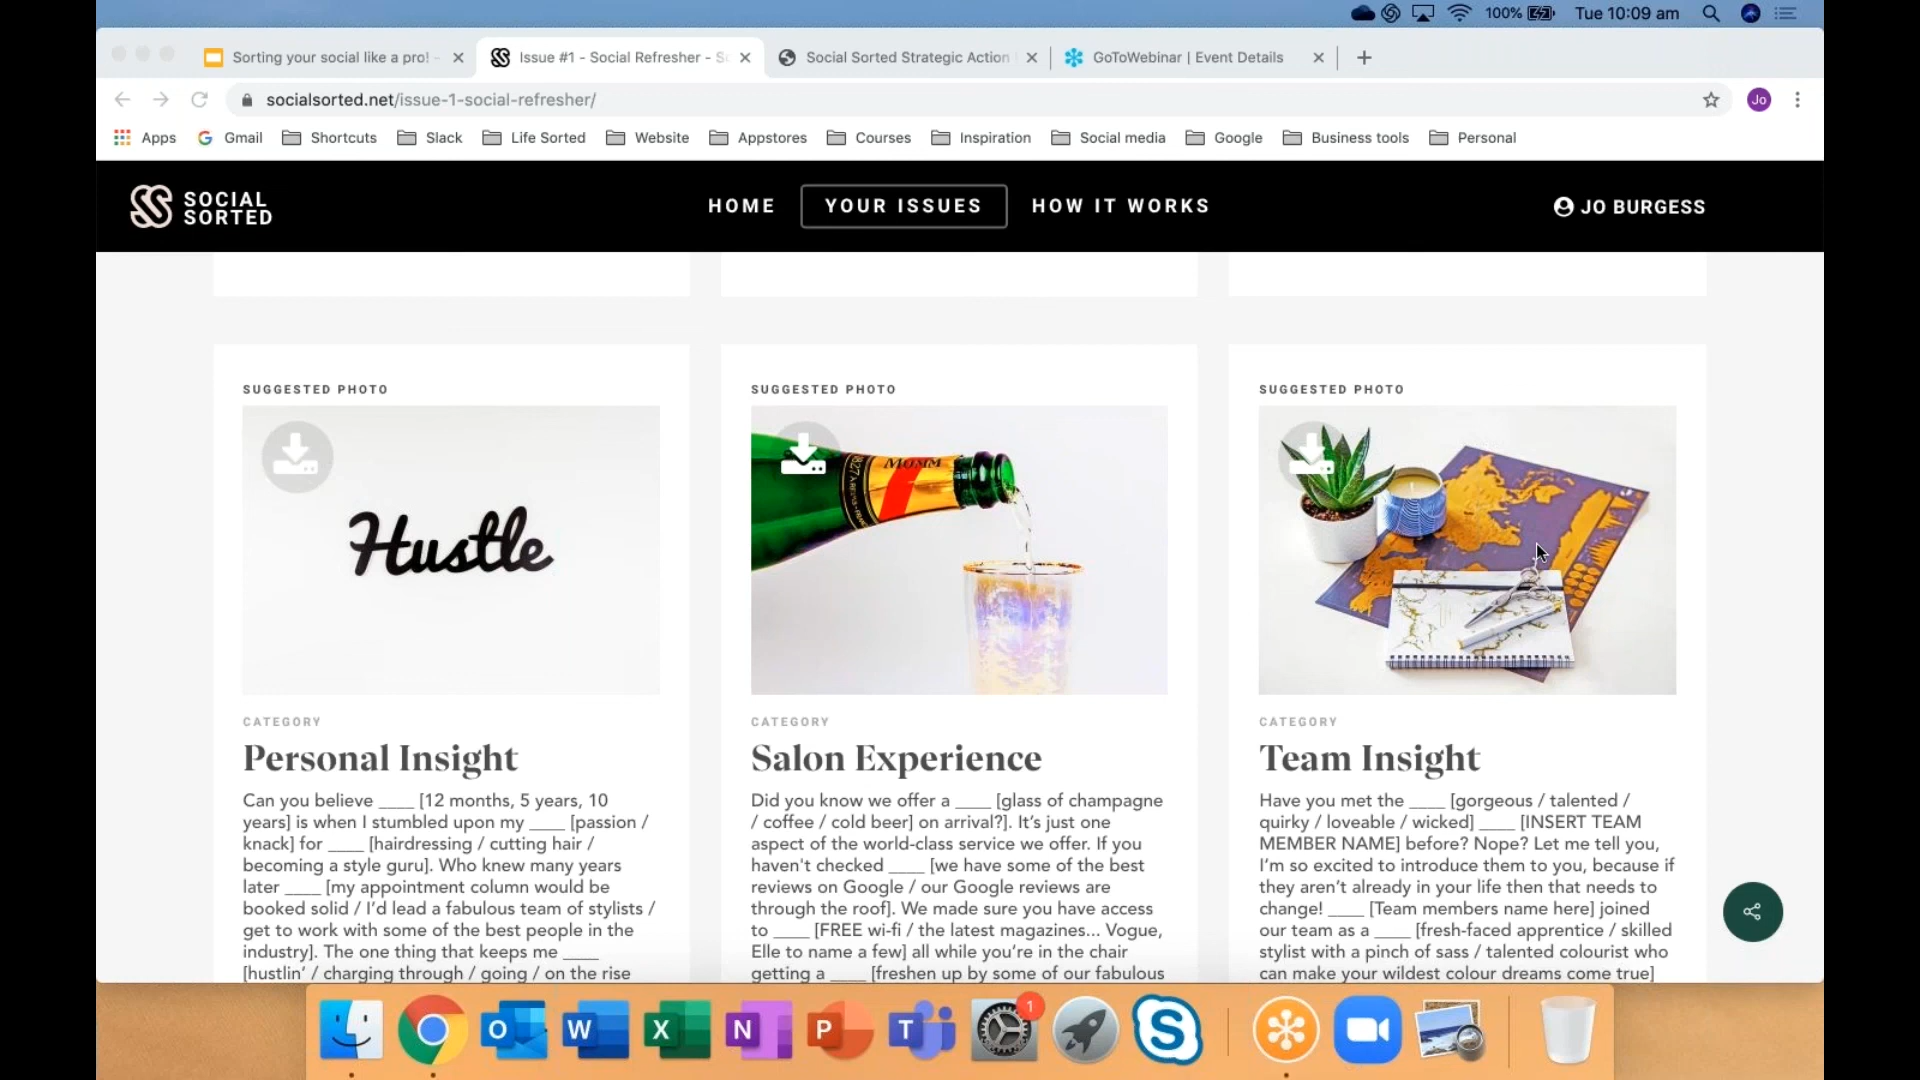 100%
Tue 10:09 am
Sorting your social like a pro! -
Issue #1 - Social Refresher - S
Social Sorted Strategic Action
GoToWebinar | Event Details
socialsorted.net/issue-1-social-refresher/
Jo
Apps
Gmail
Shortcuts
Slack
Life Sorted
Website
Appstores
Courses
Inspiration
Social media
Google
Business tools
Personal
SOCIAL
SORTED
HOME
YOUR ISSUES
HOW IT WORKS
JO BURGESS
SUGGESTED PHOTO
Hustle
CATEGORY
Personal Insight
Can you believe ____ [12 months, 5 years, 10
years] is when I stumbled upon my ____ [passion /
knack] for ____ [hairdressing / cutting hair /
becoming a style guru]. Who knew many years
later ____ [my appointment column would be
booked solid / I'd lead a fabulous team of stylists /
get to work with some of the best people in the
industry]. The one thing that keeps me ____
[hustlin' / charging through / going / on the rise
SUGGESTED PHOTO
MUMM
CATEGORY
Salon Experience
Did you know we offer a ____ [glass of champagne
/ coffee / cold beer] on arrival?]. It's just one
aspect of the world-class service we offer. If you
haven't checked ____ [we have some of the best
reviews on Google / our Google reviews are
through the roof]. We made sure you have access
to ____ [FREE wi-fi / the latest magazines... Vogue,
Elle to name a few] all while you're in the chair
getting a ____ [freshen up by some of our fabulous
SUGGESTED PHOTO
CATEGORY
Team Insight
Have you met the ____ [gorgeous / talented /
quirky / loveable / wicked] ____ [INSERT TEAM
MEMBER NAME] before? Nope? Let me tell you,
I'm so excited to introduce them to you, because if
they aren't already in your life then that needs to
change! ____ [Team members name here] joined
our team as a ____ [fresh-faced apprentice / skilled
stylist with a pinch of sass / talented colourist who
can make your wildest colour dreams come true]
O
W
X
N
P
T
1
S